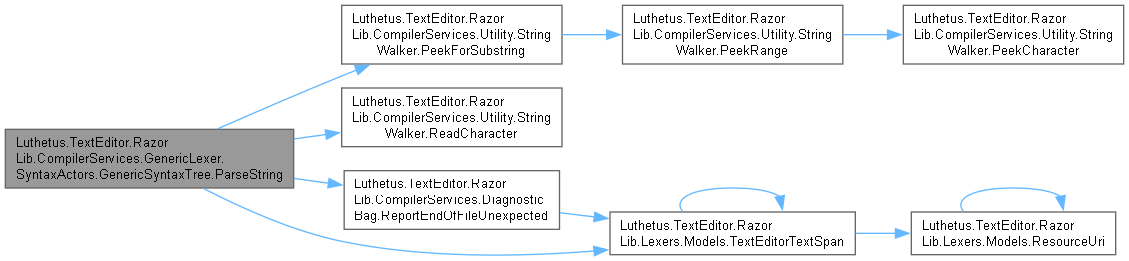 Luthetus.TextEditor.Razor
Lib.CompilerServices.GenericLexer.
SyntaxActors.GenericSyntaxTree.ParseString
Luthetus.TextEditor.Razor
Lib.CompilerServices.Utility.String
Walker.PeekForSubstring
Luthetus.TextEditor.Razor
Lib.CompilerServices.Utility.String
Walker.PeekRange
Luthetus.TextEditor.Razor
Lib.CompilerServices.Utility.String
Walker.PeekCharacter
Luthetus.TextEditor.Razor
Lib.CompilerServices.Utility.String
Walker.ReadCharacter
Luthetus.TextEditor.Razor
Lib.CompilerServices.Diagnostic
Bag.ReportEndOfFileUnexpected
Luthetus.TextEditor.Razor
Lib.Lexers.Models.TextEditorTextSpan
Luthetus.TextEditor.Razor
Lib.Lexers.Models.ResourceUri